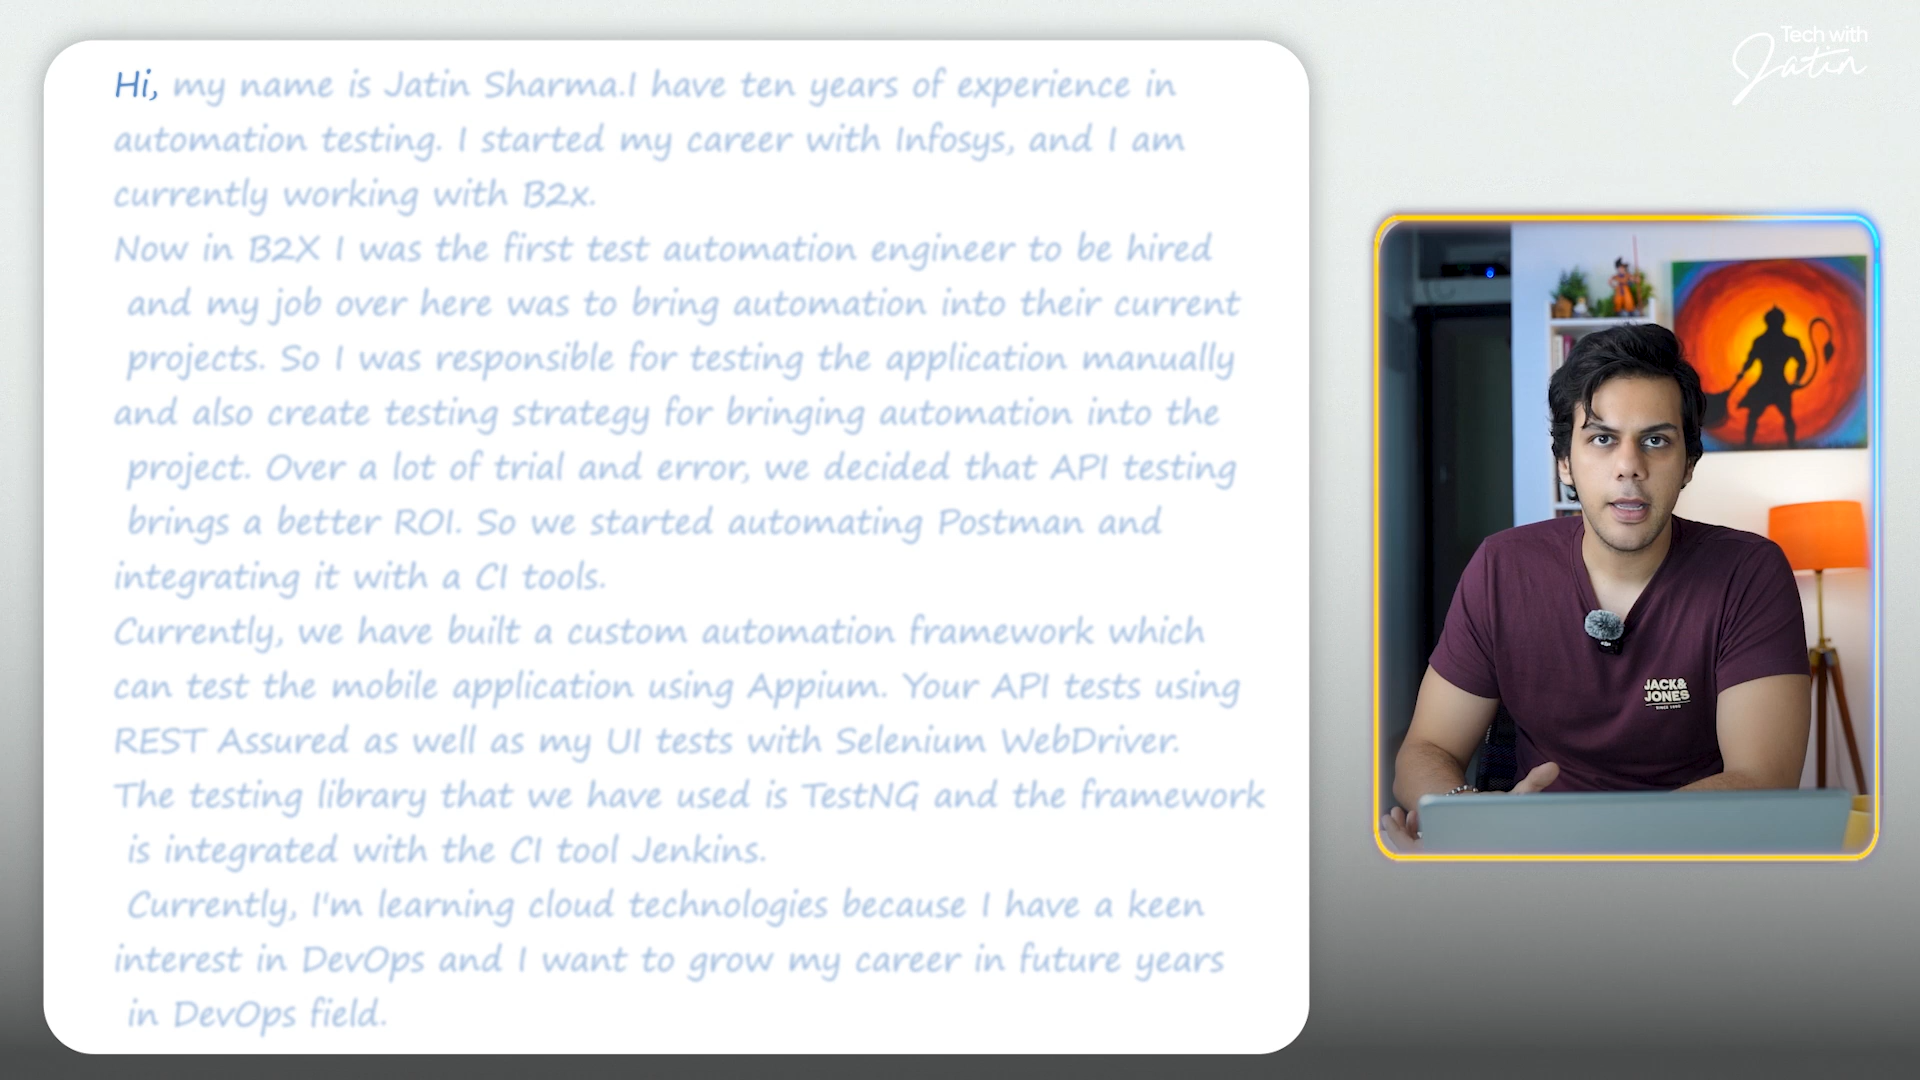 Hi, my name is Jatin Sharma.I have ten years of experience in
automation testing. I started my career with Infosys, and I am
currently working with B2x.
Now in B2X I was the first test automation engineer to be hired
and my job over here was to bring automation into their current
projects. So I was responsible for testing the application manually
and also create testing strategy for bringing automation into the
project. Over a lot of trial and error, we decided that API testing
brings a better ROI. So we started automating Postman and
integrating it with a CI tools.
Currently, we have built a custom automation framework which
can test the mobile application using Appium. Your API tests using
REST Assured as well as my UI tests with Selenium WebDriver.
The testing library that we have used is TestNG and the framework
is integrated with the CI tool Jenkins.
Currently, I'm learning cloud technologies because I have a keen
interest in DevOps and I want to grow my career in future years
in DevOps field.
Tech with
Jatin
JACK&
JONES